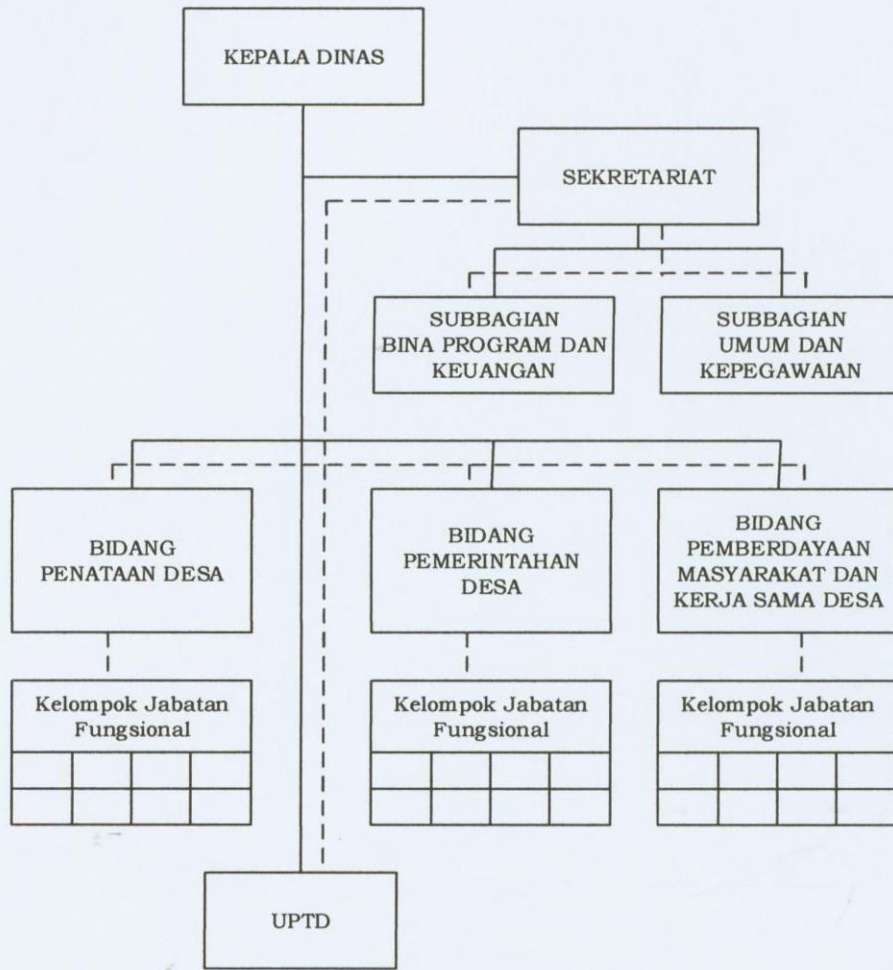 KEPALA DINAS
SEKRETARIAT
SUBBAGIAN
BINA PROGRAM DAN
KEUANGAN
SUBBAGIAN
UMUM DAN
KEPEGAWAIAN
BIDANG
PENATAAN DESA
BIDANG
PEMERINTAHAN
DESA
BIDANG
PEMBERDAYAAN
MASYARAKAT DAN
KERJA SAMA DESA
Kelompok Jabatan
Fungsional
Kelompok Jabatan
Fungsional
Kelompok Jabatan
Fungsional
UPTD